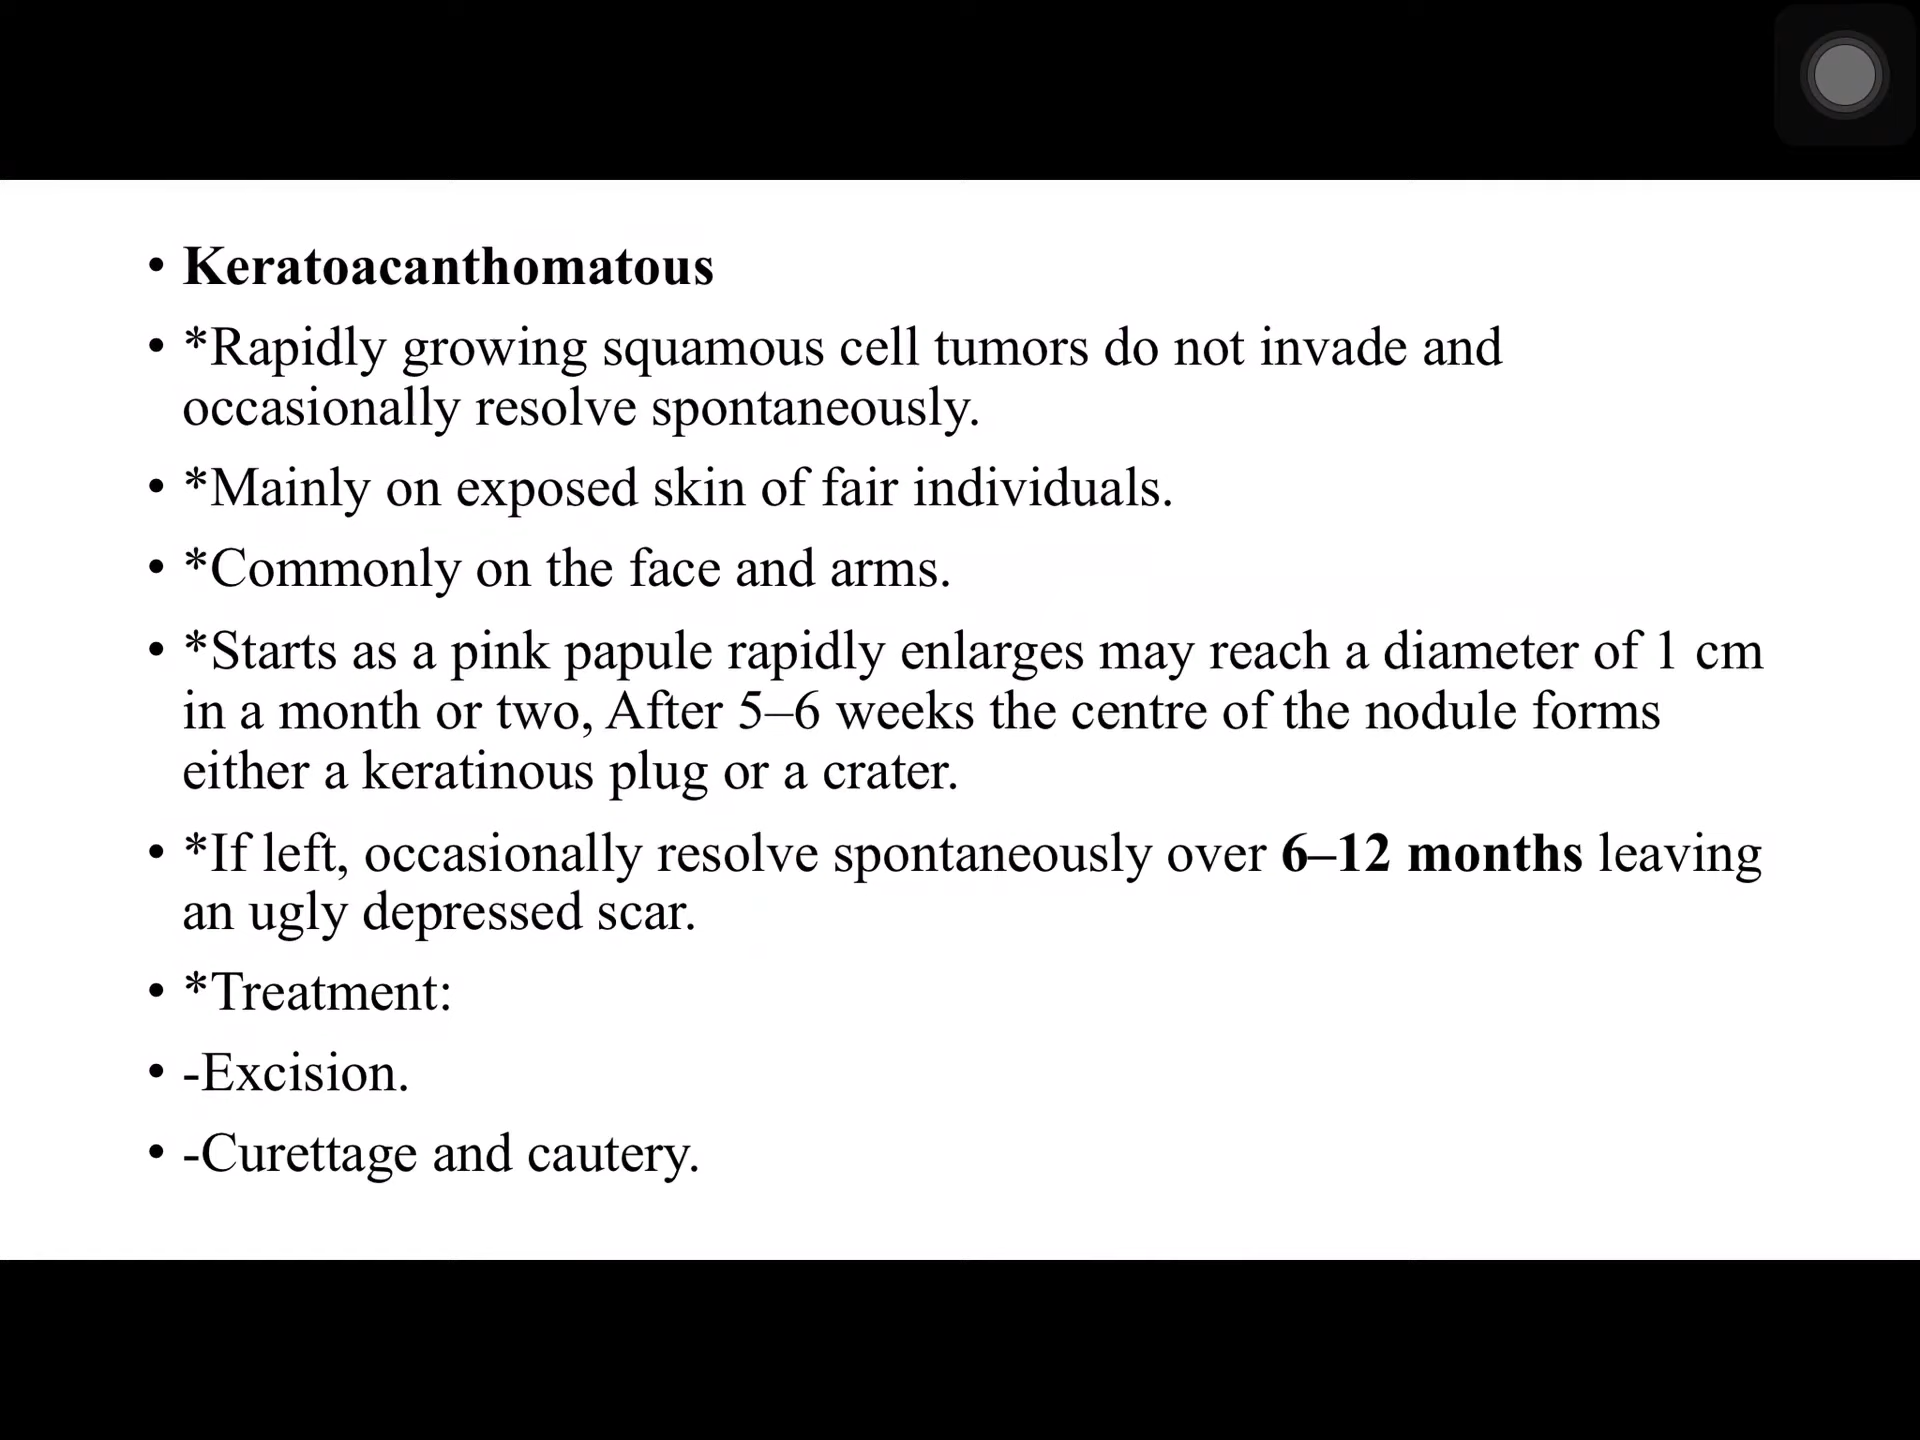 • Keratoacanthomatous
• *Rapidly growing squamous cell tumors do not invade and
occasionally resolve spontaneously.
• *Mainly on exposed skin of fair individuals.
• *Commonly on the face and arms.
• *Starts as a pink papule rapidly enlarges may reach a diameter of 1 cm
in a month or two, After 5–6 weeks the centre of the nodule forms
either a keratinous plug or a crater.
• *If left, occasionally resolve spontaneously over 6–12 months leaving
an ugly depressed scar.
• *Treatment:
• -Excision.
• -Curettage and cautery.